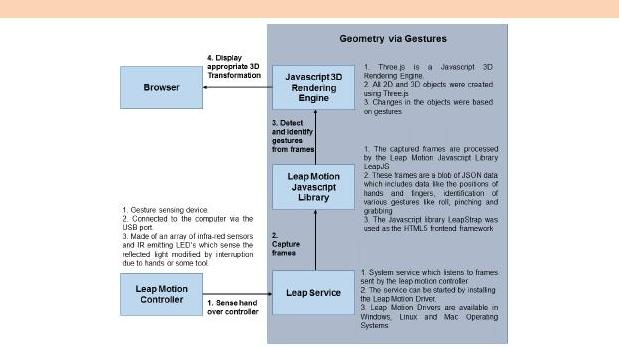 Geometry via Gestures
4. Display
appropriate 3D
Transformation
Browser
Javascript 3D
Rendering
Engine
1. Three.js is a Javascript 3D
Rendering Engine.
2. All 2D and 3D objects were created
using Three.js
3. Changes in the objects were based
on gestures
3. Detect
and identify
gestures
from frames
Leap Motion
Javascript
Library
1. The captured frames are processed
by the Leap Motion Javascript Library
LeapJS
2. These frames are a blob of JSON data
which includes data like the positions of
hands and fingers, identification of
various gestures like roll, pinching and
grabbing
3. The Javascript library LeapStrap was
used as the HTML5 frontend framework
1. Gesture sensing device
2. Connected to the computer via the
USB port.
3. Made of an array of infra-red sensors
and IR emitting LED's which sense the
reflected light modified by interruption
due to hands or some tool
2.
Capture
frames
Leap Motion
Controller
1. Sense hand
over controller
Leap Service
1. System service which listens to frames
sent by the leap motion controller
2. The service can be started by installing
the Leap Motion Driver.
3. Leap Motion Drivers are available in
Windows, Linux and Mac Operating
Systems